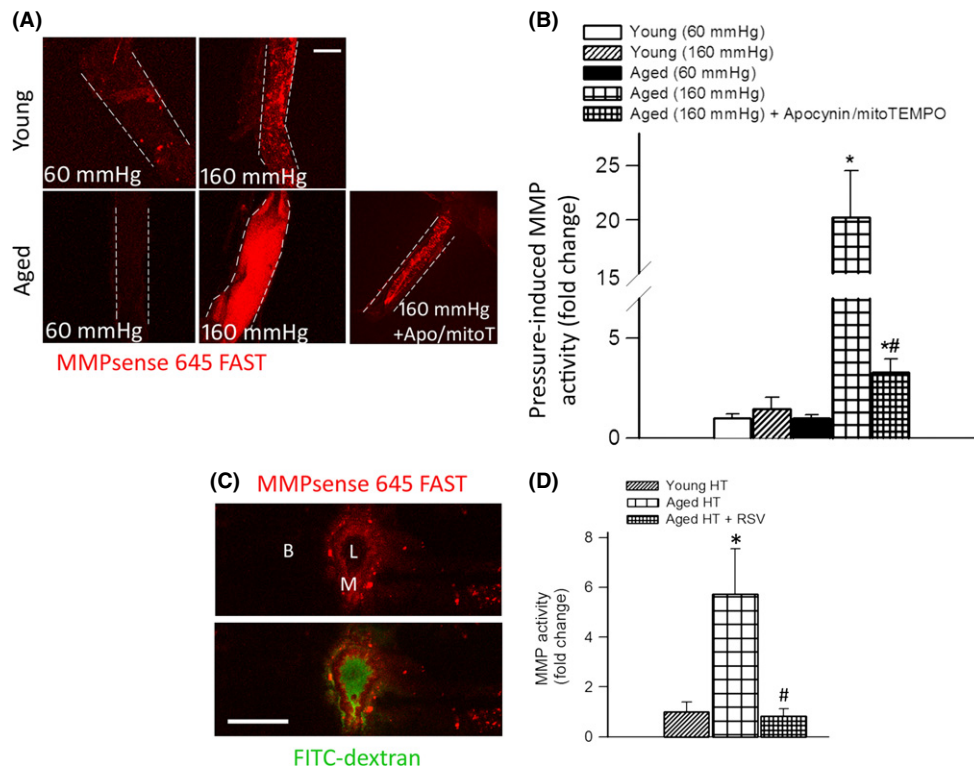 (A)
Young
60 mmHg
160 mmHg
Aged
60 mmHg
160 mmHg
160 mmHg
+Apo/mitoT
MMPsense 645 FAST
(B)
Young (60 mmHg)
Young (160 mmHg)
Aged (60 mmHg)
Aged (160 mmHg)
Aged (160 mmHg) + Apocynin/mitoTEMPO
Pressure-induced MMP
activity (fold change)
25
20
15
5
0
*
*#
(C)
MMPsense 645 FAST
B
L
M
FITC-dextran
(D)
Young HT
Aged HT
Aged HT + RSV
MMP activity
(fold change)
8
6
4
2
0
*
#